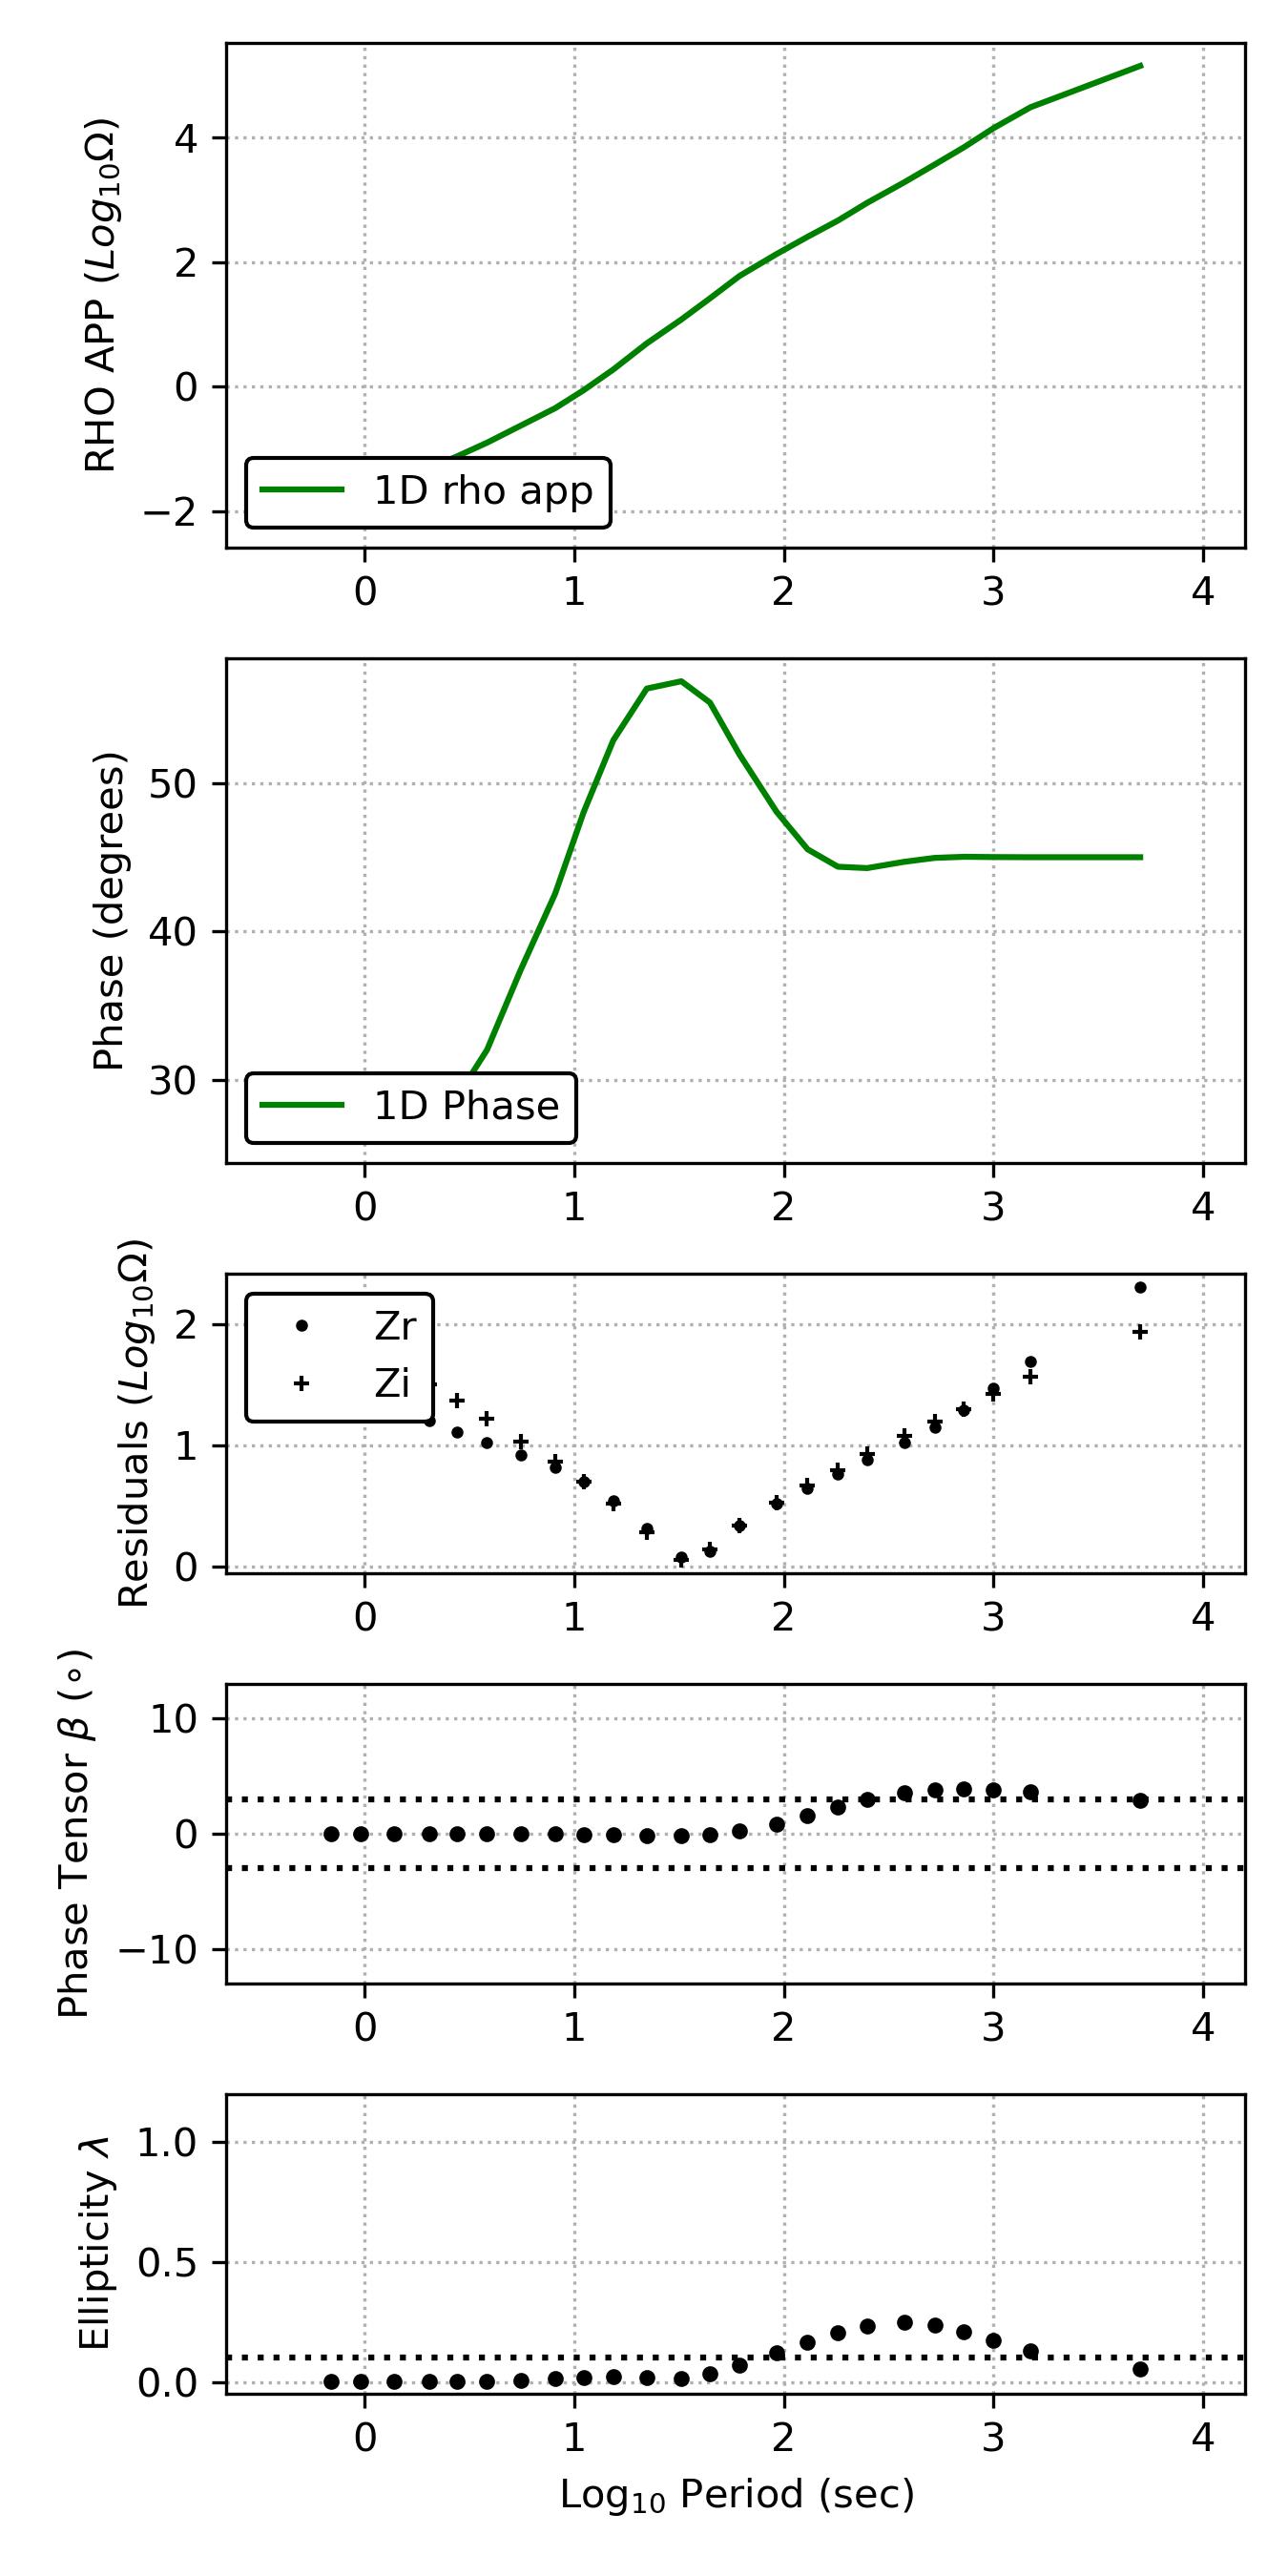 RHO APP (Log₁₀Ω)
4
2
0
−2
1D rho app
0 1 2 3 4
Phase (degrees)
50
40
30
1D Phase
0 1 2 3 4
Residuals (Log₁₀Ω)
2
1
0
Zr
Zi
0 1 2 3 4
Phase Tensor β (∘)
10
0
−10
0 1 2 3 4
Ellipticity λ
1.0
0.5
0.0
0 1 2 3 4
Log₁₀ Period (sec)